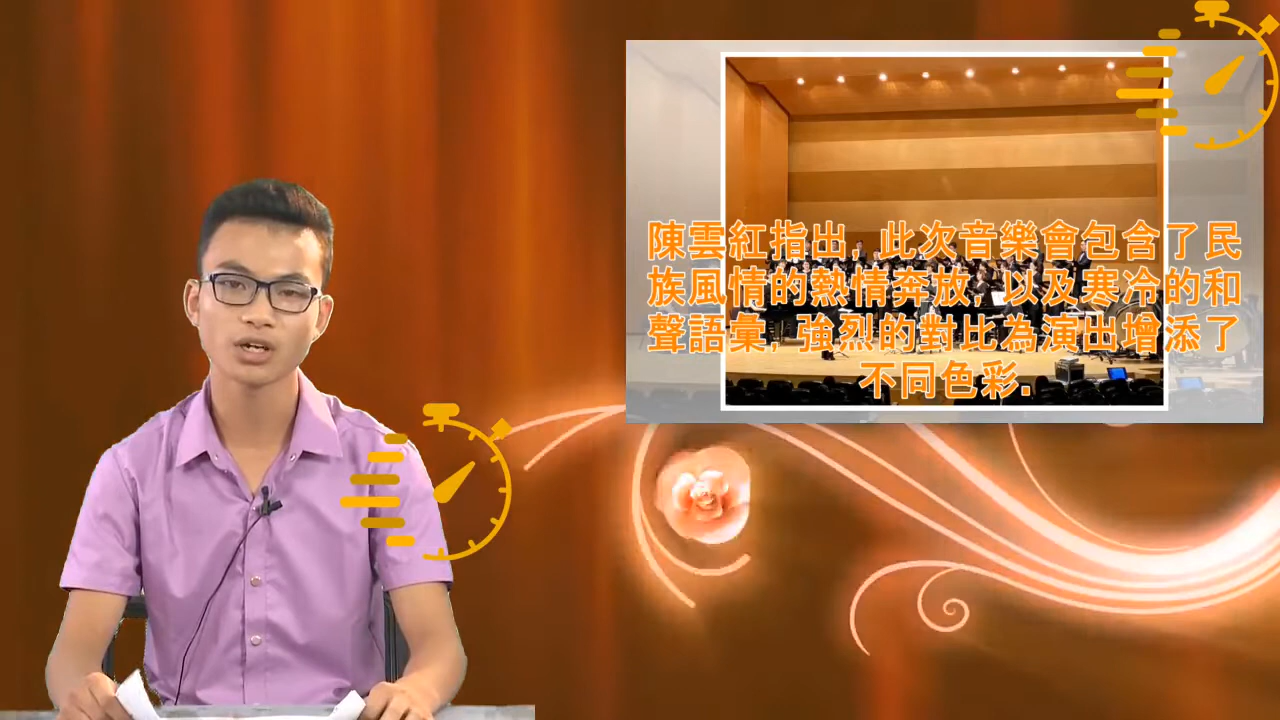 陳雲紅指出, 此次音樂會包含了民
族風情的熱情奔放, 以及寒冷的和
聲語彙, 強烈的對比為演出增添了
不同色彩.